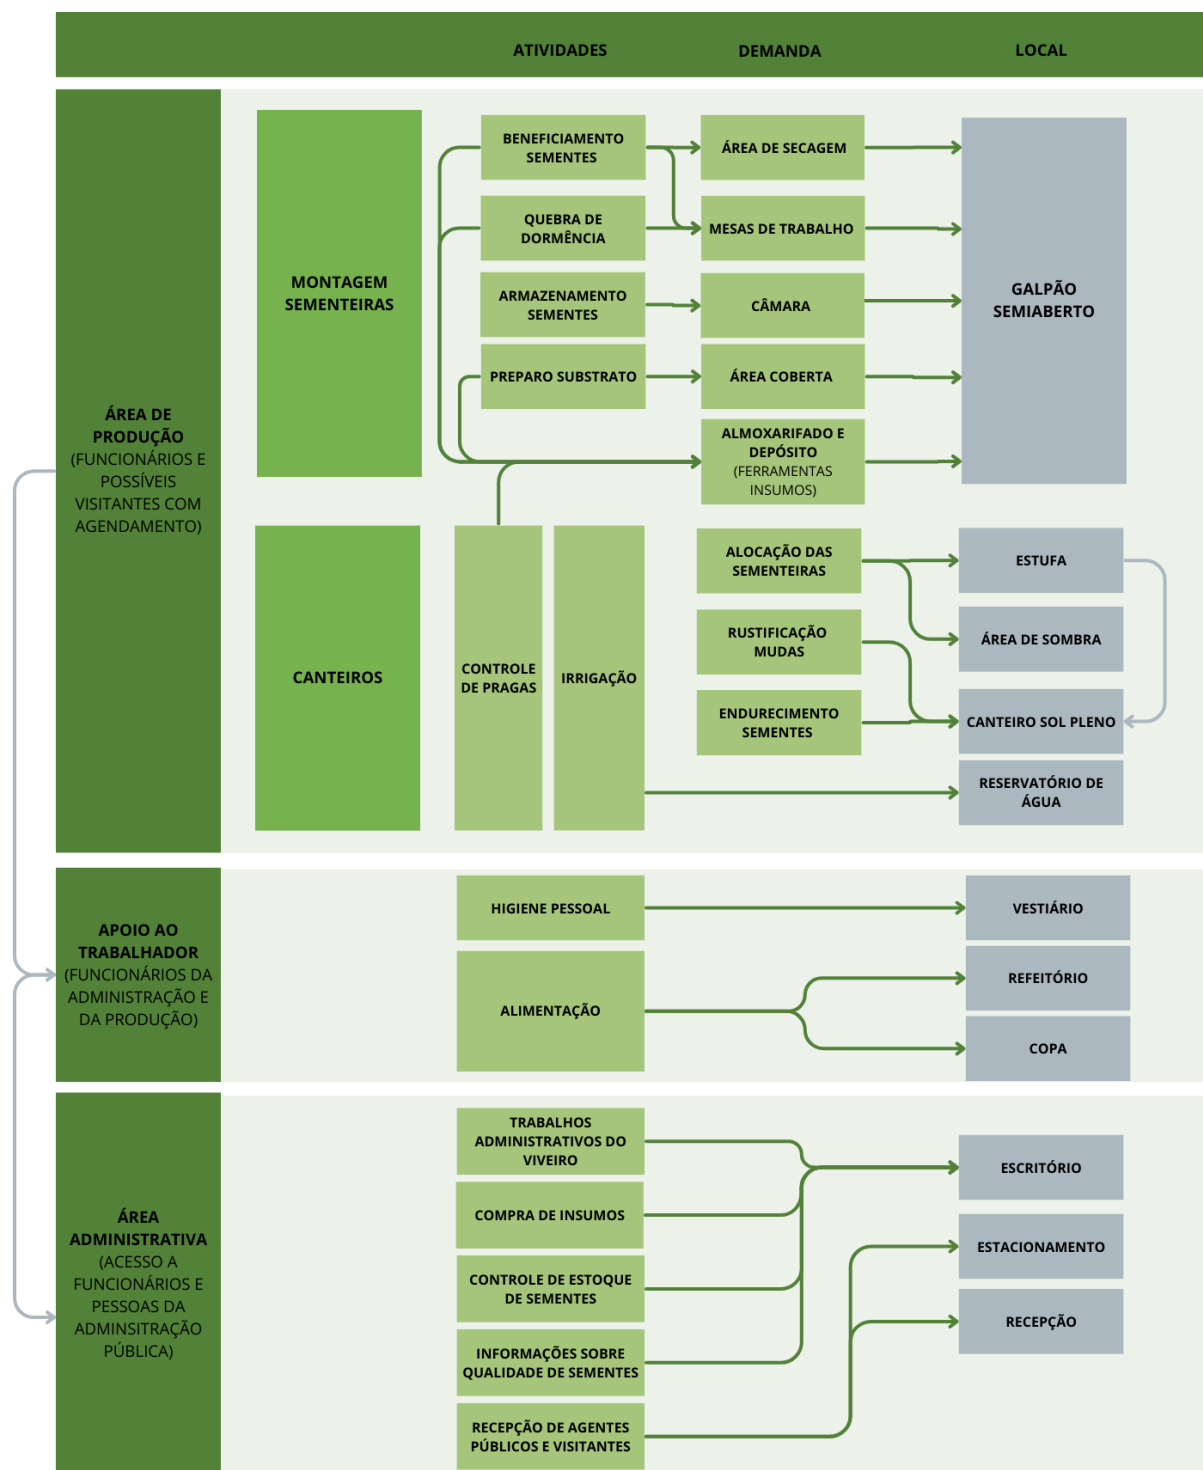 ATIVIDADES
DEMANDA
LOCAL
ÁREA DE
PRODUÇÃO
(FUNCIONÁRIOS E
POSSÍVEIS
VISITANTES COM
AGENDAMENTO)
MONTAGEM
SEMENTEIRAS
BENEFICIAMENTO
SEMENTES
QUEBRA DE
DORMÊNCIA
ARMAZENAMENTO
SEMENTES
PREPARO SUBSTRATO
ÁREA DE SECAGEM
MESAS DE TRABALHO
CÂMARA
ÁREA COBERTA
ALMOXARIFADO E
DEPÓSITO
(FERRAMENTAS
INSUMOS)
GALPÃO
SEMIABERTO
CANTEIROS
CONTROLE
DE PRAGAS
IRRIGAÇÃO
ALOCAÇÃO DAS
SEMENTEIRAS
RUSTIFICAÇÃO
MUDAS
ENDURECIMENTO
SEMENTES
ESTUFA
ÁREA DE SOMBRA
CANTEIRO SOL PLENO
RESERVATÓRIO DE
ÁGUA
APOIO AO
TRABALHADOR
(FUNCIONÁRIOS DA
ADMINISTRAÇÃO E
DA PRODUÇÃO)
HIGIENE PESSOAL
ALIMENTAÇÃO
VESTIÁRIO
REFEITÓRIO
COPA
ÁREA
ADMINISTRATIVA
(ACESSO A
FUNCIONÁRIOS E
PESSOAS DA
ADMINSITRAÇÃO
PÚBLICA)
TRABALHOS
ADMINISTRATIVOS DO
VIVEIRO
COMPRA DE INSUMOS
CONTROLE DE ESTOQUE
DE SEMENTES
INFORMAÇÕES SOBRE
QUALIDADE DE SEMENTES
RECEPÇÃO DE AGENTES
PÚBLICOS E VISITANTES
ESCRITÓRIO
ESTACIONAMENTO
RECEPÇÃO